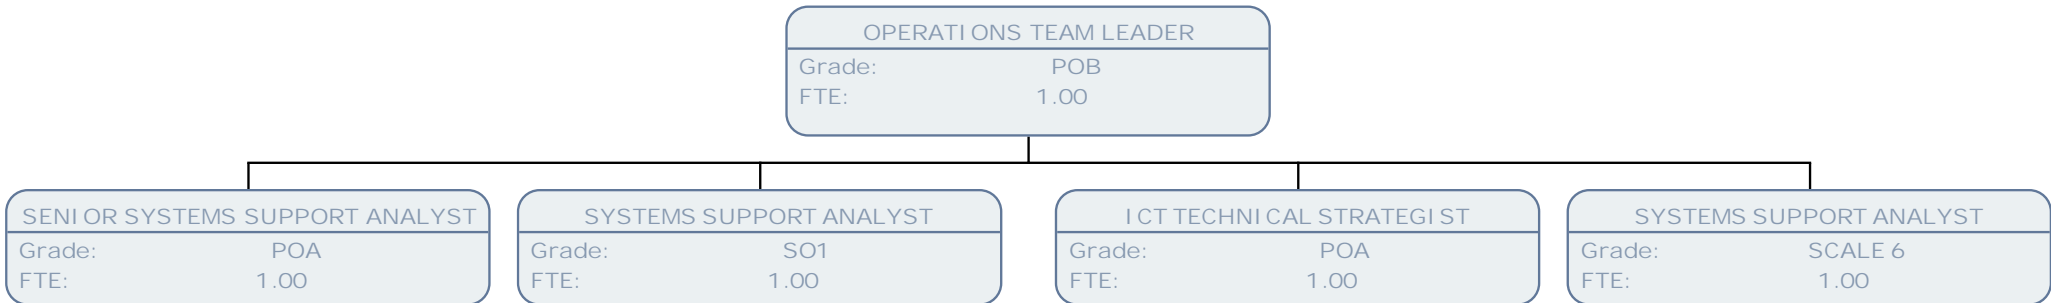 OPERATIONS TEAM LEADER
Grade: POB
FTE: 1.00
SENIOR SYSTEMS SUPPORT ANALYST
Grade: POA
FTE: 1.00
SYSTEMS SUPPORT ANALYST
Grade: SO1
FTE: 1.00
ICT TECHNICAL STRATEGIST
Grade: POA
FTE: 1.00
SYSTEMS SUPPORT ANALYST
Grade: SCALE 6
FTE: 1.00